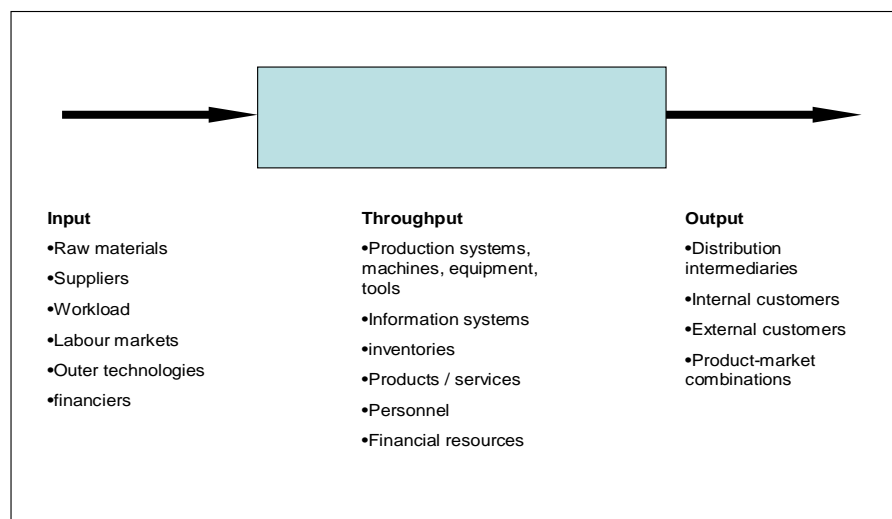 Input
•Raw materials
•Suppliers
•Workload
•Labour markets
•Outer technologies
•financiers
Throughput
•Production systems,
machines, equipment,
tools
•Information systems
•inventories
•Products / services
•Personnel
•Financial resources
Output
•Distribution
intermediaries
•Internal customers
•External customers
•Product-market
combinations